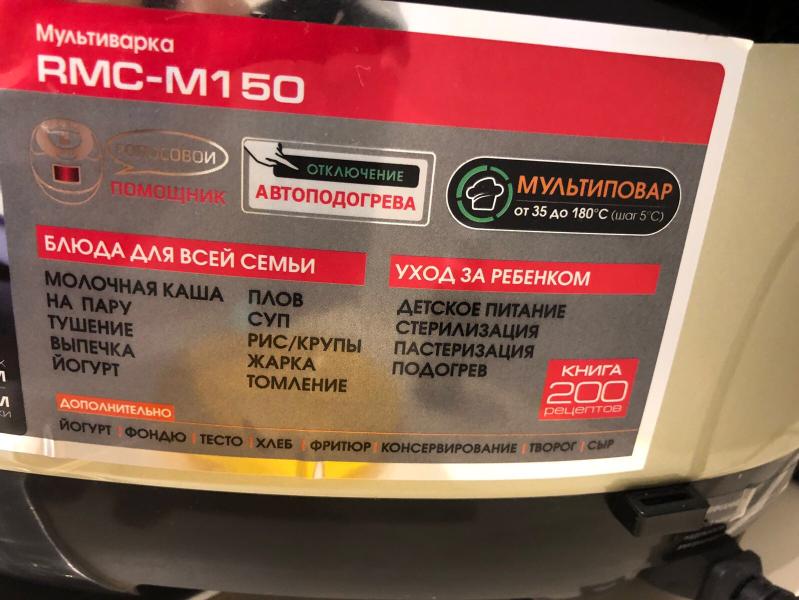 Мультиварка
RMC-M150
ГОЛОСОВОЙ
ПОМОЩНИК
ОТКЛЮЧЕНИЕ
АВТОПОДОГРЕВА
МУЛЬТИПОВАР
от 35 до 180°C (шаг 5°C)
БЛЮДА ДЛЯ ВСЕЙ СЕМЬИ
МОЛОЧНАЯ КАША
НА ПАРУ
ТУШЕНИЕ
ВЫПЕЧКА
ЙОГУРТ
ПЛОВ
СУП
РИС/КРУПЫ
ЖАРКА
ТОМЛЕНИЕ
УХОД ЗА РЕБЕНКОМ
ДЕТСКОЕ ПИТАНИЕ
СТЕРИЛИЗАЦИЯ
ПАСТЕРИЗАЦИЯ
ПОДОГРЕВ
КНИГА
200
рецептов
ДОПОЛНИТЕЛЬНО
ЙОГУРТ | ФОНДЮ | ТЕСТО | ХЛЕБ | ФРИТЮР | КОНСЕРВИРОВАНИЕ | ТВОРОГ | СЫР